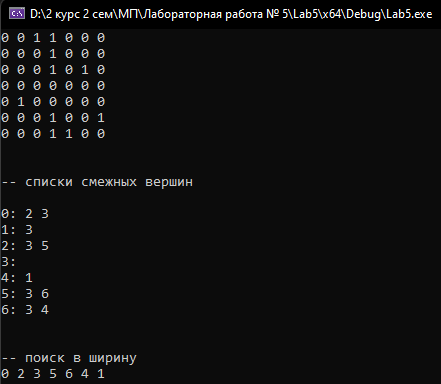 D:\2 курс 2 сем\МП\Лабораторная работа № 5\Lab5\x64\Debug\Lab5.exe
0 0 1 1 0 0 0
0 0 0 1 0 0 0
0 0 0 1 0 1 0
0 0 0 0 0 0 0
0 1 0 0 0 0 0
0 0 0 1 0 0 1
0 0 0 1 1 0 0
-- списки смежных вершин
0: 2 3
1: 3
2: 3 5
3:
4: 1
5: 3 6
6: 3 4
-- поиск в ширину
0 2 3 5 6 4 1